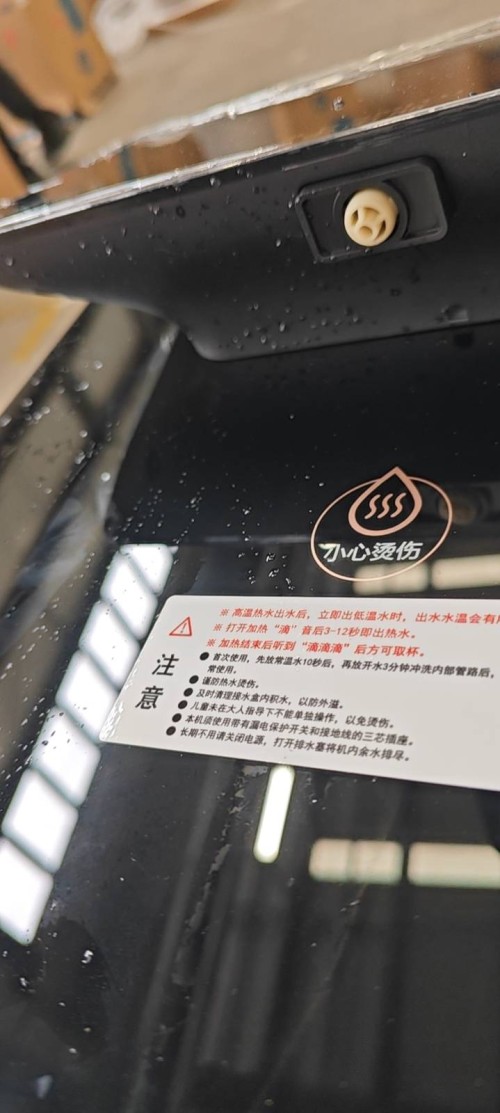 小心烫伤
※ 高温热水出水后，立即出低温水时，出水水温会有
※ 打开加热“滴”音后3-12秒即出热水。
※ 加热结束后听到“滴滴滴”后方可取杯。
注意
● 首次使用，先放常温水10秒后，再放开水3分钟冲洗内部管路后，
常使用。
● 谨防热水烫伤。
● 及时清理接水盒内积水，以防外溢。
● 儿童未在大人指导下不能单独操作，以免烫伤。
● 本机须使用带有漏电保护开关和接地线的三芯插座。
● 长期不用请关闭电源，打开排水塞将机内余水排尽。